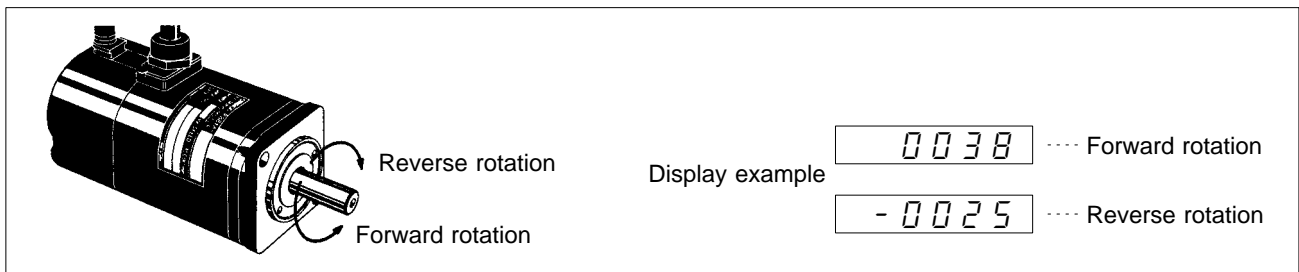 Reverse rotation
Forward rotation
Display example
0038 ···· Forward rotation
-0025 ···· Reverse rotation